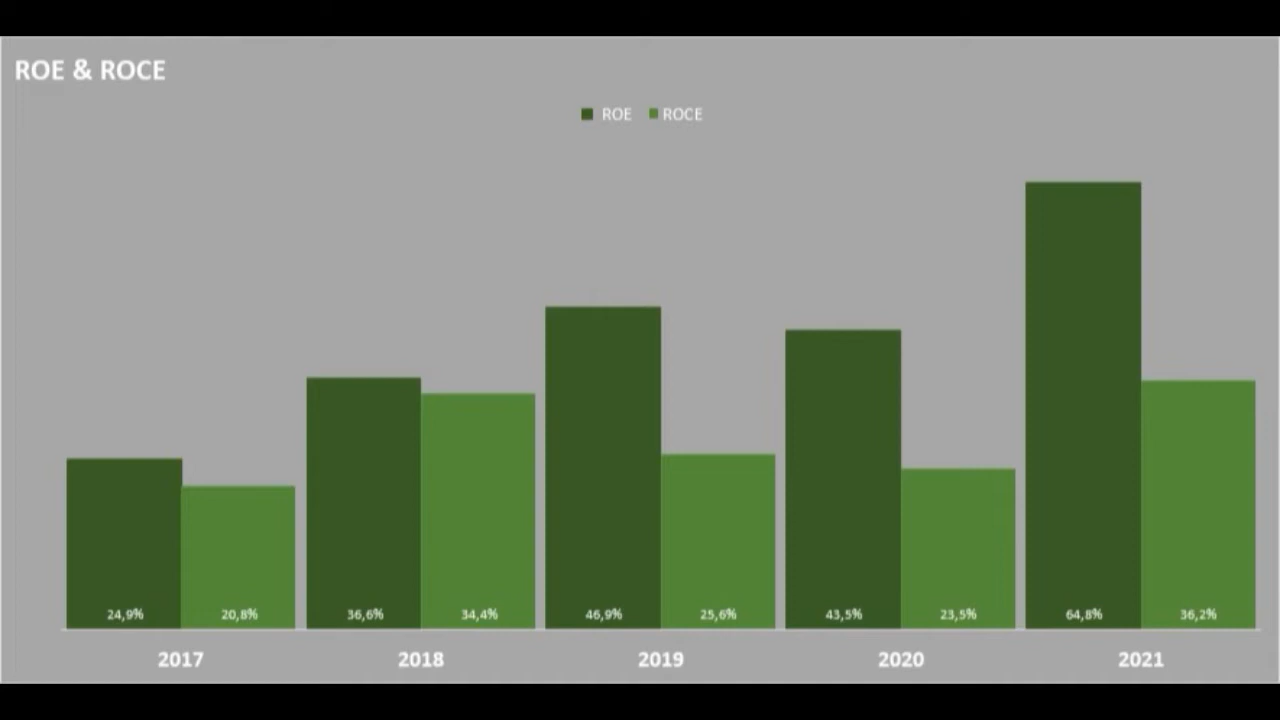 ROE & ROCE
ROE ROCE
24,9% 20,8% 36,6% 34,4% 46,9% 25,6% 43,5% 23,5% 64,8% 36,2%
2017 2018 2019 2020 2021